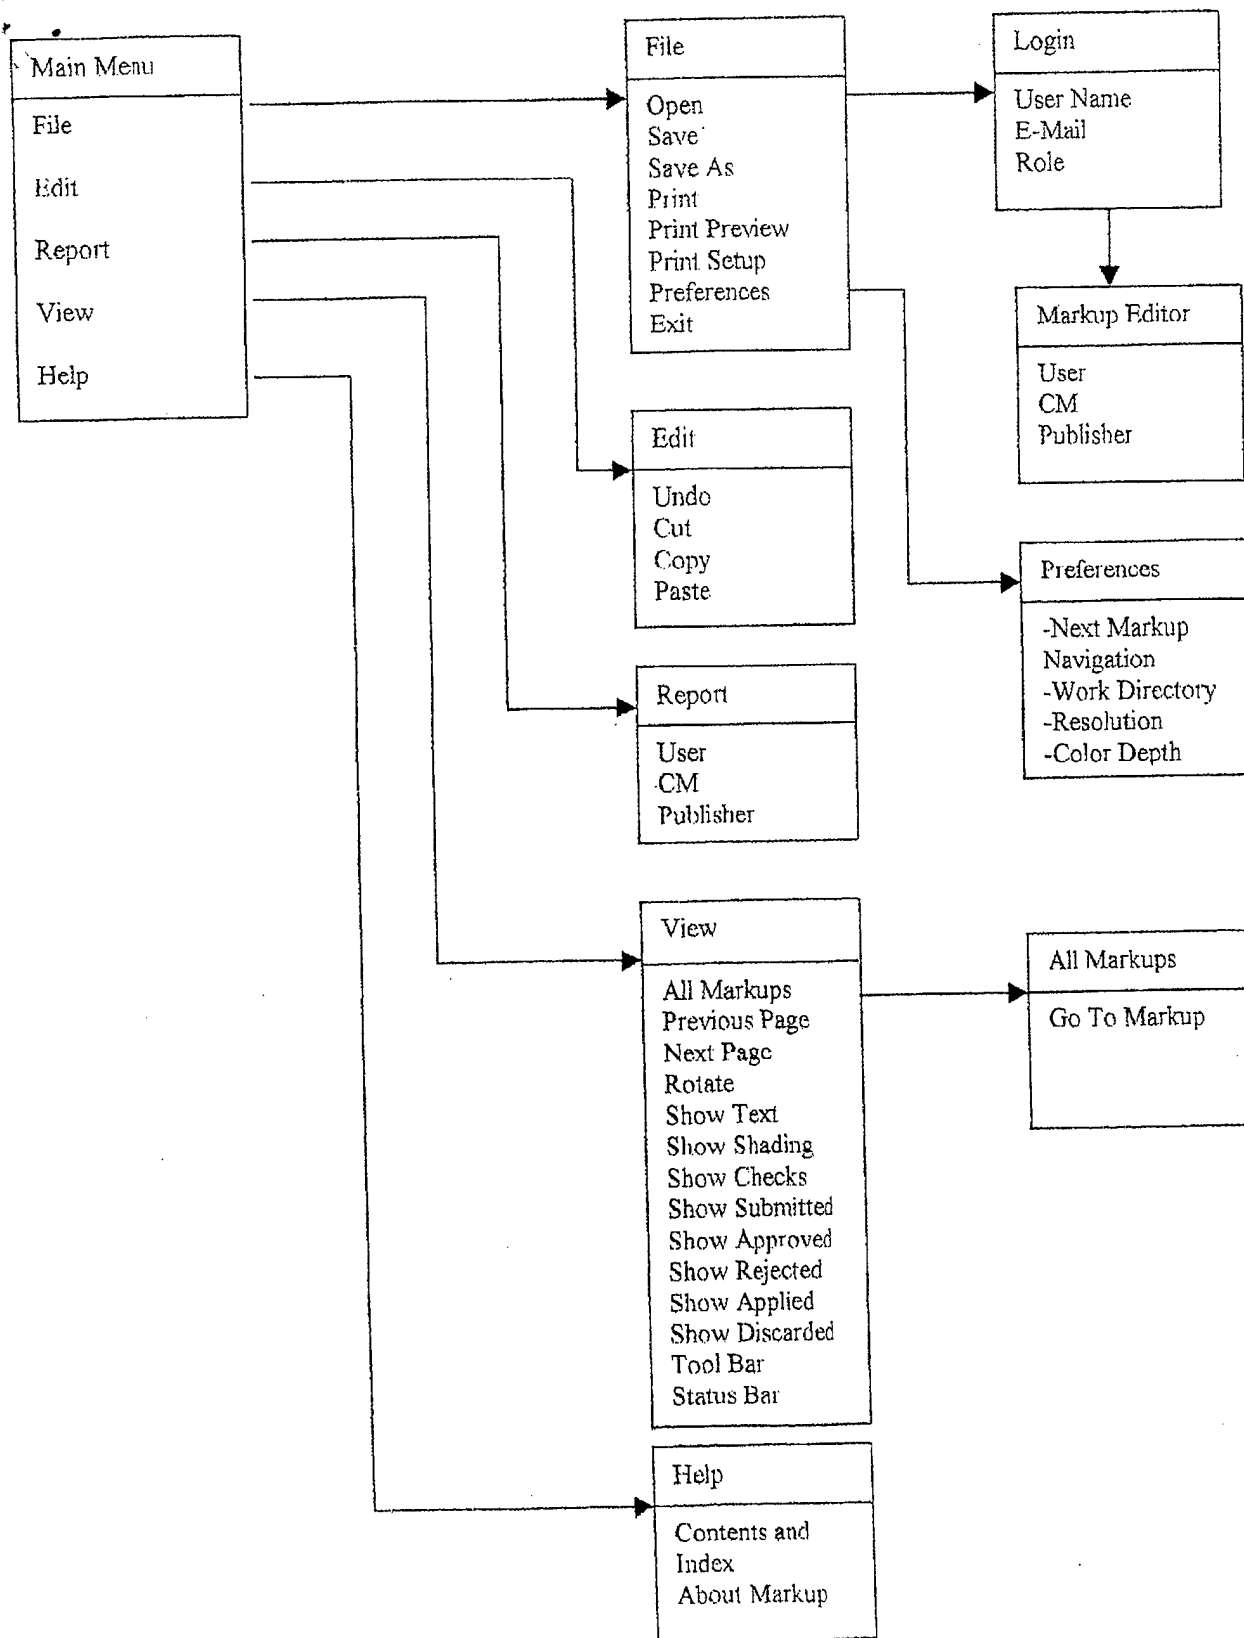 Main Menu
File
Edit
Report
View
Help
File
Open
Save
Save As
Print
Print Preview
Print Setup
Preferences
Exit
Login
User Name
E-Mail
Role
Markup Editor
User
CM
Publisher
Edit
Undo
Cut
Copy
Paste
Preferences
-Next Markup
Navigation
-Work Directory
-Resolution
-Color Depth
Report
User
CM
Publisher
View
All Markups
Previous Page
Next Page
Rotate
Show Text
Show Shading
Show Checks
Show Submitted
Show Approved
Show Rejected
Show Applied
Show Discarded
Tool Bar
Status Bar
All Markups
Go To Markup
Help
Contents and
Index
About Markup